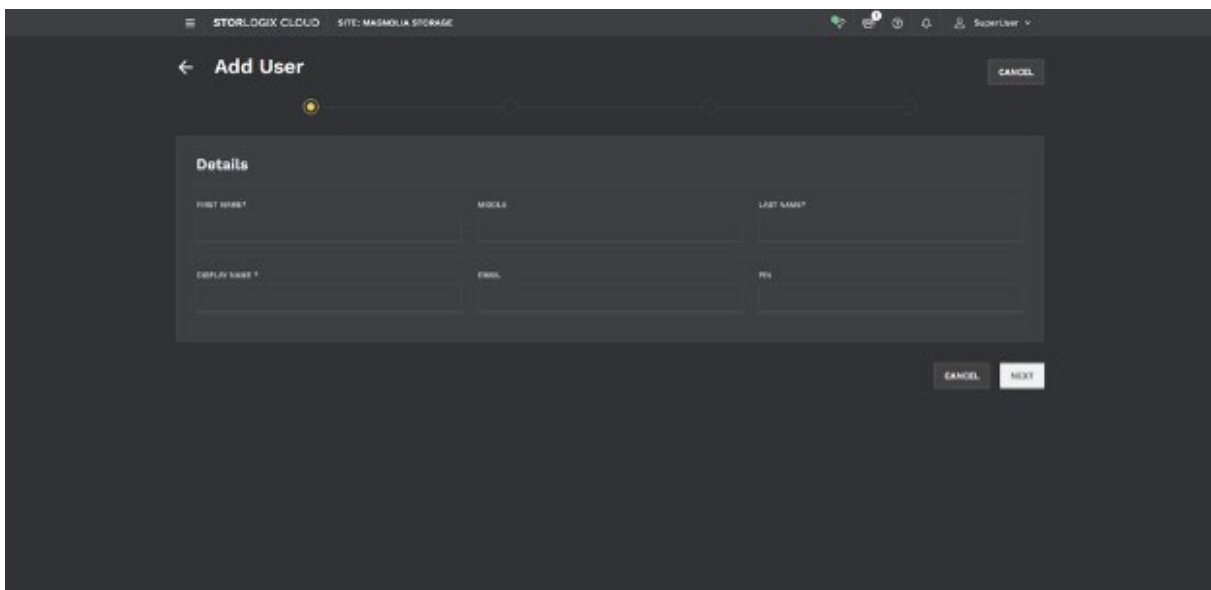 STORLOGIX CLOUD SITE: MAGNOLIA STORAGE 1 SuperUser
Add User CANCEL
Details
FIRST NAME* MIDDLE LAST NAME*
DISPLAY NAME * EMAIL PIN
CANCEL NEXT